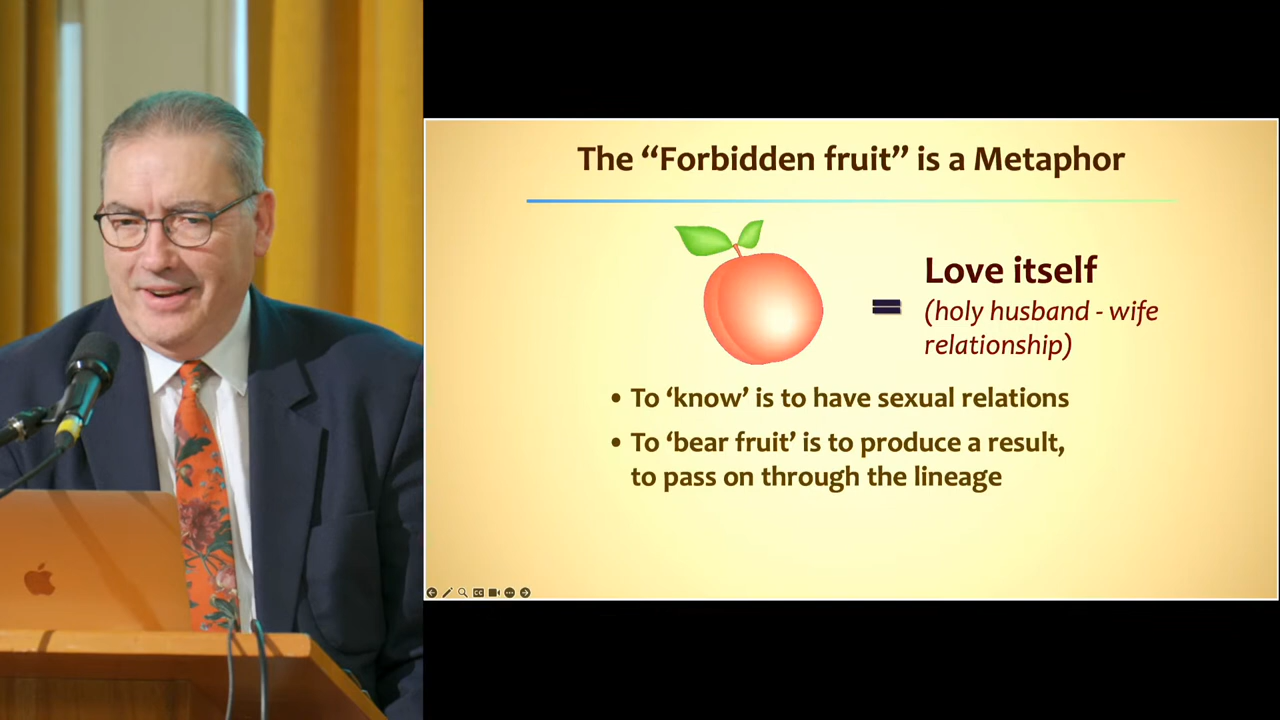 The “Forbidden fruit” is a Metaphor
=
Love itself
(holy husband - wife
relationship)
• To ‘know’ is to have sexual relations
• To ‘bear fruit’ is to produce a result,
to pass on through the lineage
CC